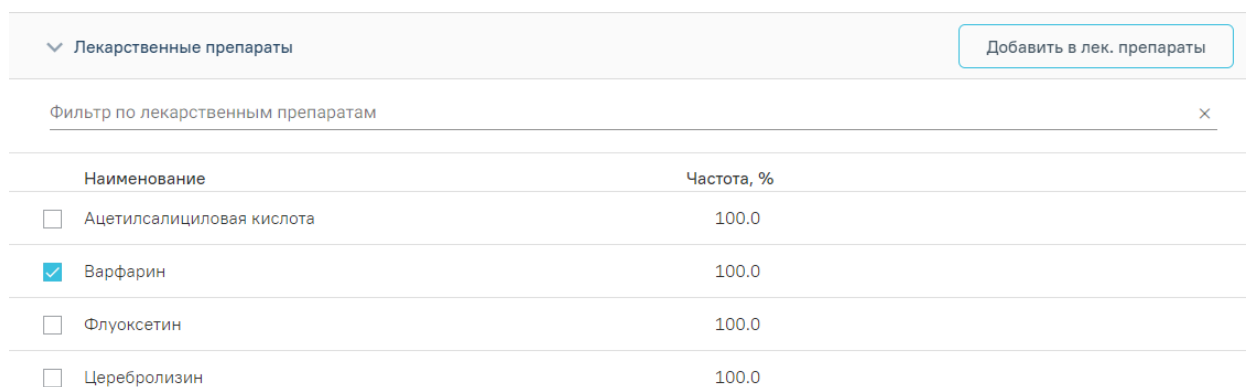 Лекарственные препараты
Добавить в лек. препараты
Фильтр по лекарственным препаратам
Наименование Частота, %
Ацетилсалициловая кислота 100.0
Варфарин 100.0
Флуоксетин 100.0
Церебролизин 100.0